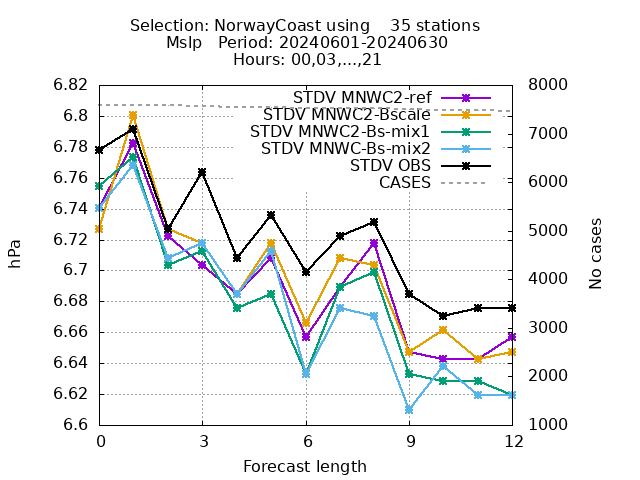 Selection: NorwayCoast using    35 stations
Mslp   Period: 20240601-20240630
Hours: 00,03,...,21
6.82
6.8
6.78
6.76
6.74
6.72
6.7
6.68
6.66
6.64
6.62
6.6
hPa
STDV MNWC2-ref
STDV MNWC2-Bscale
STDV MNWC2-Bs-mix1
STDV MNWC-Bs-mix2
STDV OBS
CASES
8000
7000
6000
5000
4000
3000
2000
1000
No cases
0 3 6 9 12
Forecast length